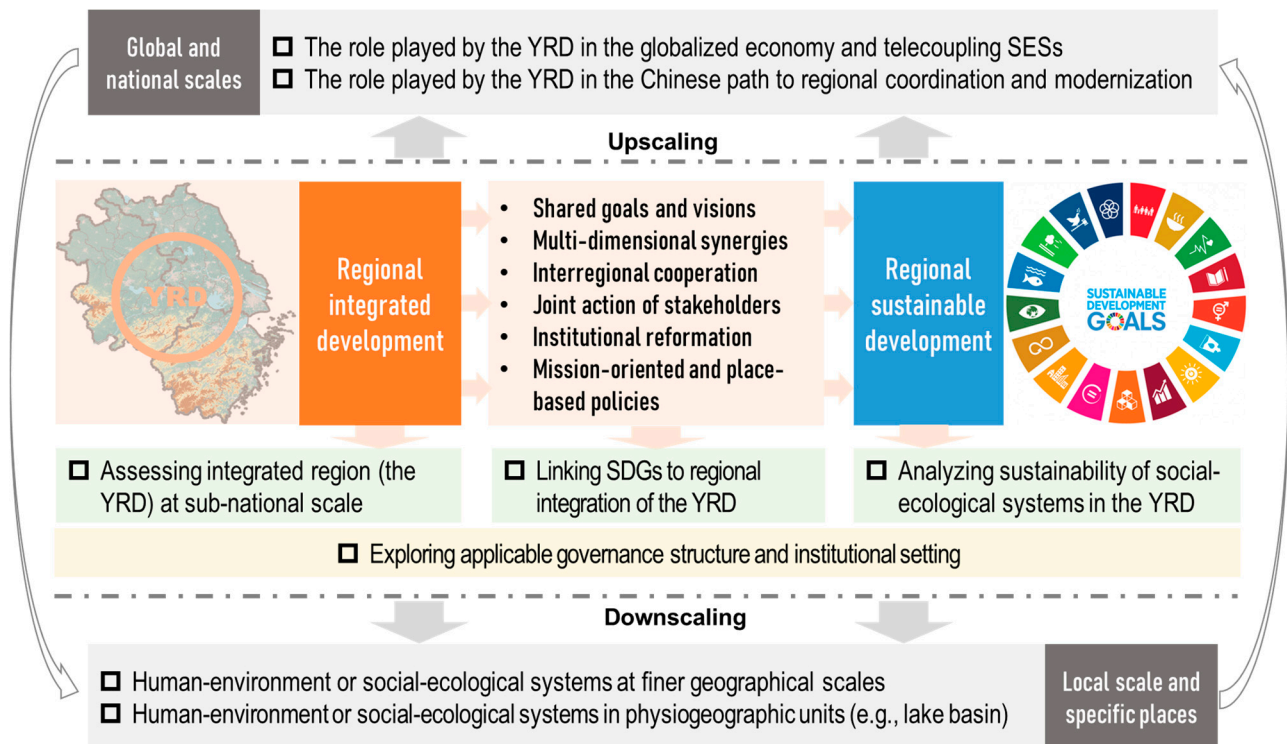 Global and
national scales
☐ The role played by the YRD in the globalized economy and telecoupling SESs
☐ The role played by the YRD in the Chinese path to regional coordination and modernization
Upscaling
YRD
Regional
integrated
development
• Shared goals and visions
• Multi-dimensional synergies
• Interregional cooperation
• Joint action of stakeholders
• Institutional reformation
• Mission-oriented and place-
based policies
Regional
sustainable
development
SUSTAINABLE
DEVELOPMENT
GOALS
☐ Assessing integrated region (the
YRD) at sub-national scale
☐ Linking SDGs to regional
integration of the YRD
☐ Analyzing sustainability of social-
ecological systems in the YRD
☐ Exploring applicable governance structure and institutional setting
Downscaling
☐ Human-environment or social-ecological systems at finer geographical scales
☐ Human-environment or social-ecological systems in physiogeographic units (e.g., lake basin)
Local scale and
specific places